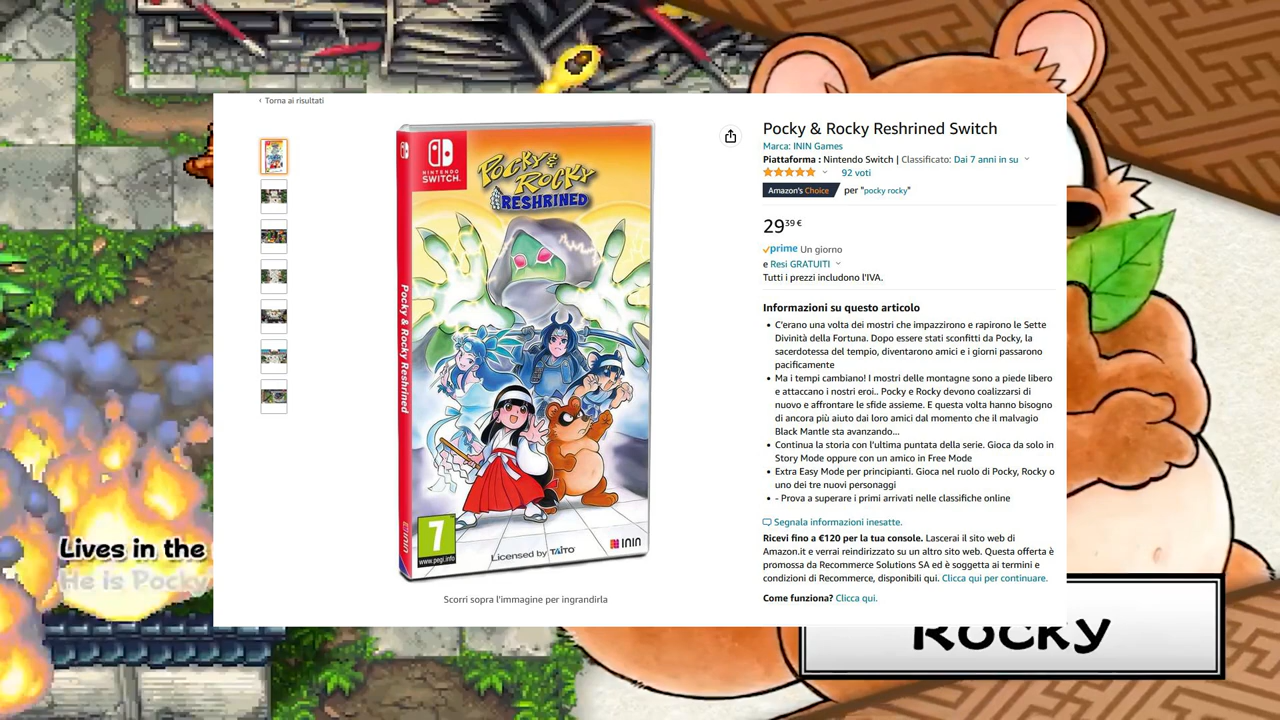 ‹ Torna ai risultati
NINTENDO
SWITCH™
POCKY &
ROCKY
RESHRINED
Pocky & Rocky Reshrined
ININ
7
www.pegi.info
Licensed by TAITO
ININ
Scorri sopra l'immagine per ingrandirla
Pocky & Rocky Reshrined Switch
Marca: ININ Games
Piattaforma : Nintendo Switch | Classificato: Dai 7 anni in su
92 voti
Amazon's Choice per "pocky rocky"
29 39 €
prime Un giorno
e Resi GRATUITI
Tutti i prezzi includono l'IVA.
Informazioni su questo articolo
• C'erano una volta dei mostri che impazzirono e rapirono le Sette
Divinità della Fortuna. Dopo essere stati sconfitti da Pocky, la
sacerdotessa del tempio, diventarono amici e i giorni passarono
pacificamente
• Ma i tempi cambiano! I mostri delle montagne sono a piede libero
e attaccano i nostri eroi.. Pocky e Rocky devono coalizzarsi di
nuovo e affrontare le sfide assieme. E questa volta hanno bisogno
di ancora più aiuto dai loro amici dal momento che il malvagio
Black Mantle sta avanzando...
• Continua la storia con l'ultima puntata della serie. Gioca da solo in
Story Mode oppure con un amico in Free Mode
• Extra Easy Mode per principianti. Gioca nel ruolo di Pocky, Rocky o
uno dei tre nuovi personaggi
• - Prova a superare i primi arrivati nelle classifiche online
Segnala informazioni inesatte.
Ricevi fino a €120 per la tua console. Lascerai il sito web di
Amazon.it e verrai reindirizzato su un altro sito web. Questa offerta è
promossa da Recommerce Solutions SA ed è soggetta ai termini e
condizioni di Recommerce, disponibili qui. Clicca qui per continuare.
Come funziona? Clicca qui.
Lives in the
He is Pocky
Rocky